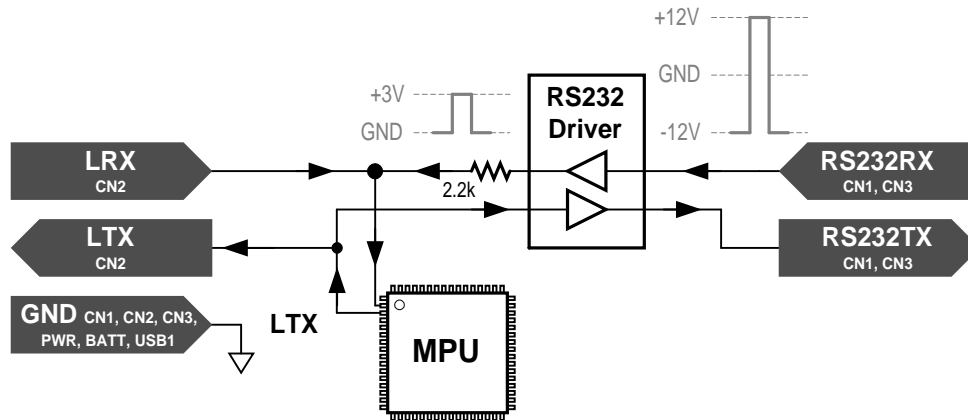 +12V
GND
-12V
+3V
GND
RS232
Driver
LRX
CN2
2.2k
RS232RX
CN1, CN3
LTX
CN2
RS232TX
CN1, CN3
GND CN1, CN2, CN3,
PWR, BATT, USB1
LTX
MPU